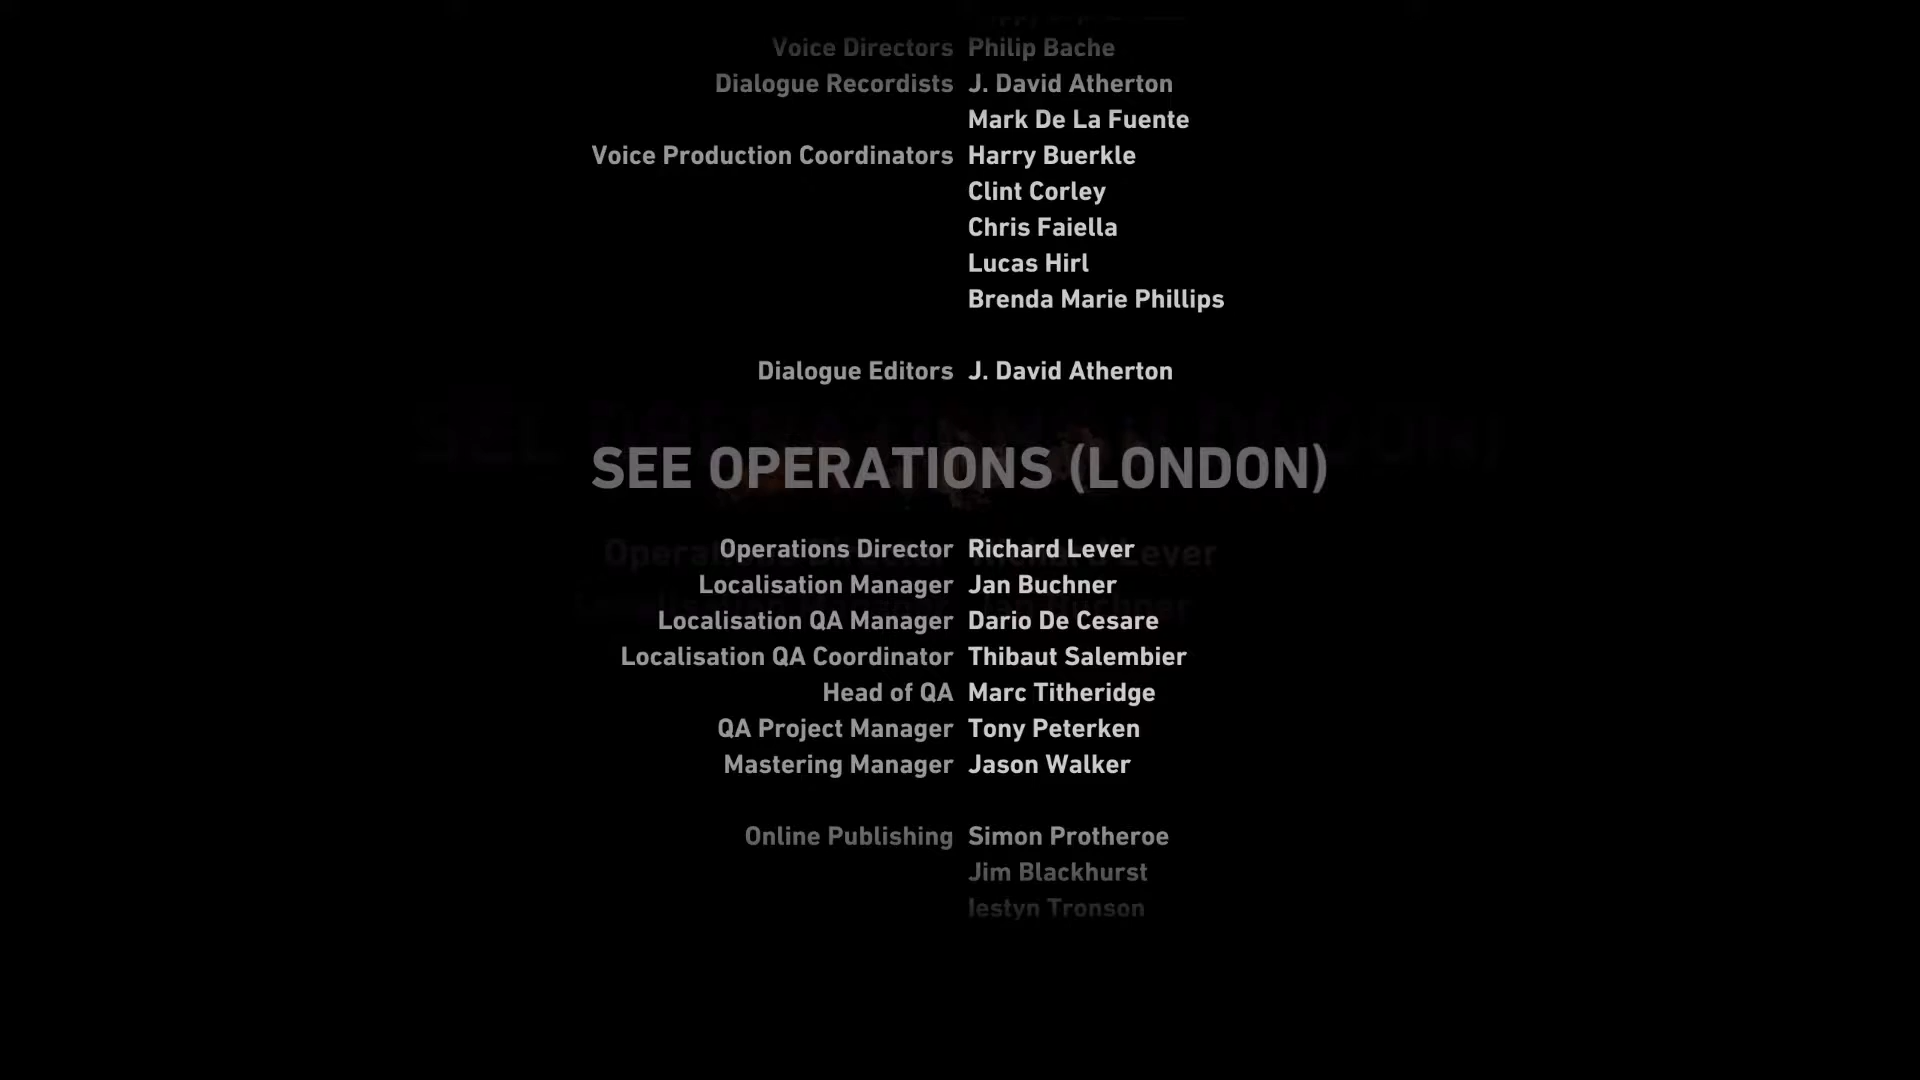 Voice Directors Philip Bache
Dialogue Recordists J. David Atherton
Mark De La Fuente
Voice Production Coordinators Harry Buerkle
Clint Corley
Chris Faiella
Lucas Hirl
Brenda Marie Phillips
Dialogue Editors J. David Atherton
SEE OPERATIONS (LONDON)
Operations Director Richard Lever
Localisation Manager Jan Buchner
Localisation QA Manager Dario De Cesare
Localisation QA Coordinator Thibaut Salembier
Head of QA Marc Titheridge
QA Project Manager Tony Peterken
Mastering Manager Jason Walker
Online Publishing Simon Protheroe
Jim Blackhurst
Iestyn Tronson